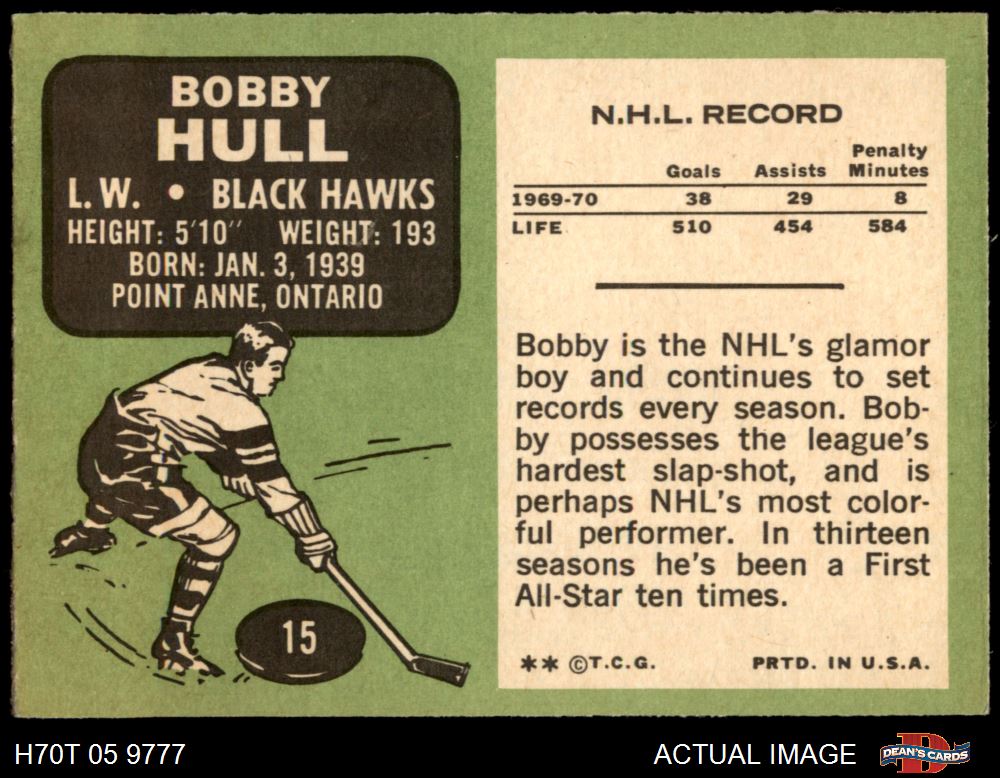 BOBBY
HULL
L.W. • BLACK HAWKS
HEIGHT: 5'10" WEIGHT: 193
BORN: JAN. 3, 1939
POINT ANNE, ONTARIO
15
N.H.L. RECORD
Goals Assists Penalty Minutes
1969-70 38 29 8
LIFE 510 454 584
Bobby is the NHL's glamor
boy and continues to set
records every season. Bob-
by possesses the league's
hardest slap-shot, and is
perhaps NHL's most color-
ful performer. In thirteen
seasons he's been a First
All-Star ten times.
** ©T.C.G. PRTD. IN U.S.A.
H70T 05 9777
ACTUAL IMAGE
DEAN'S CARDS